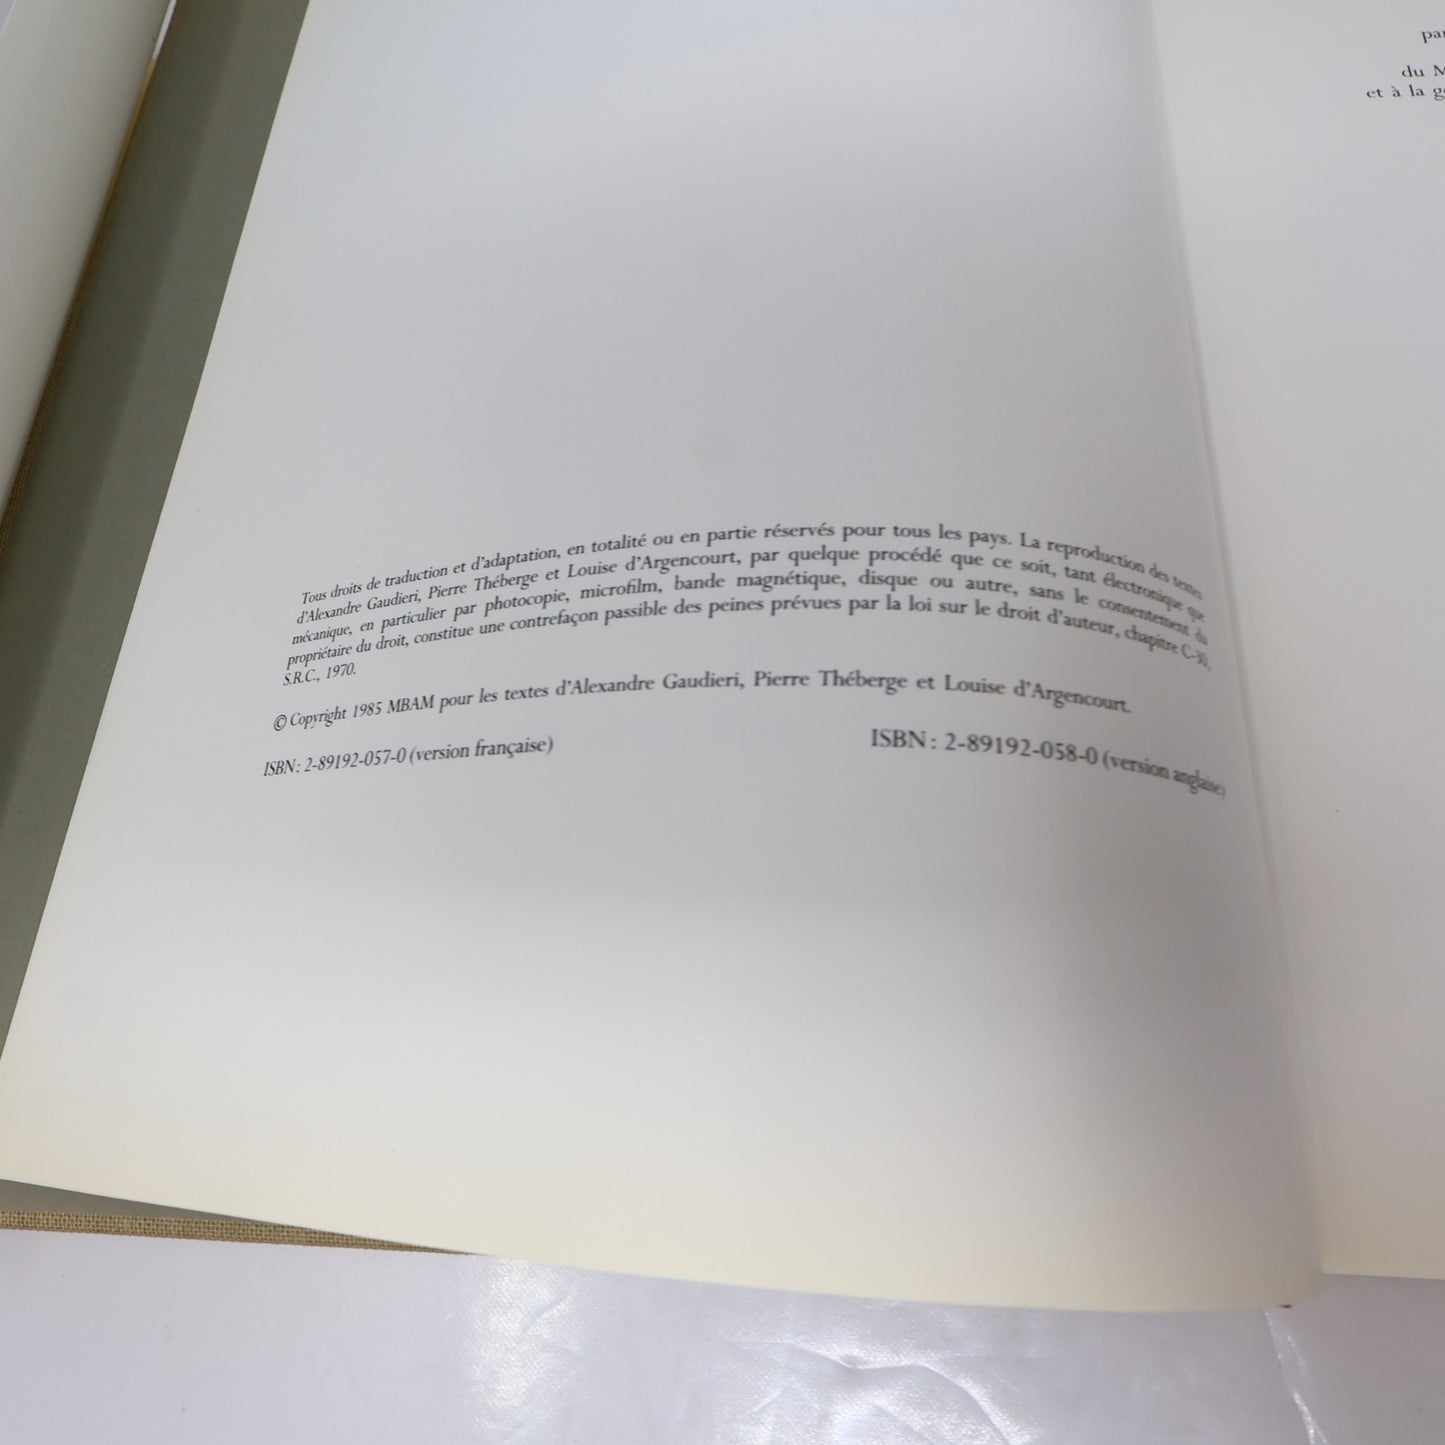 Tous droits de traduction et d'adaptation, en totalité ou en partie réservés pour tous les pays. La reproduction des textes
d'Alexandre Gaudieri, Pierre Théberge et Louise d'Argencourt, par quelque procédé que ce soit, tant électronique que
mécanique, en particulier par photocopie, microfilm, bande magnétique, disque ou autre, sans le consentement du
propriétaire du droit, constitue une contrefaçon passible des peines prévues par la loi sur le droit d'auteur, chapitre C-30,
S.R.C., 1970.
© Copyright 1985 MBAM pour les textes d'Alexandre Gaudieri, Pierre Théberge et Louise d'Argencourt.
ISBN: 2-89192-057-0 (version française) ISBN: 2-89192-058-0 (version anglaise)
du
et à la